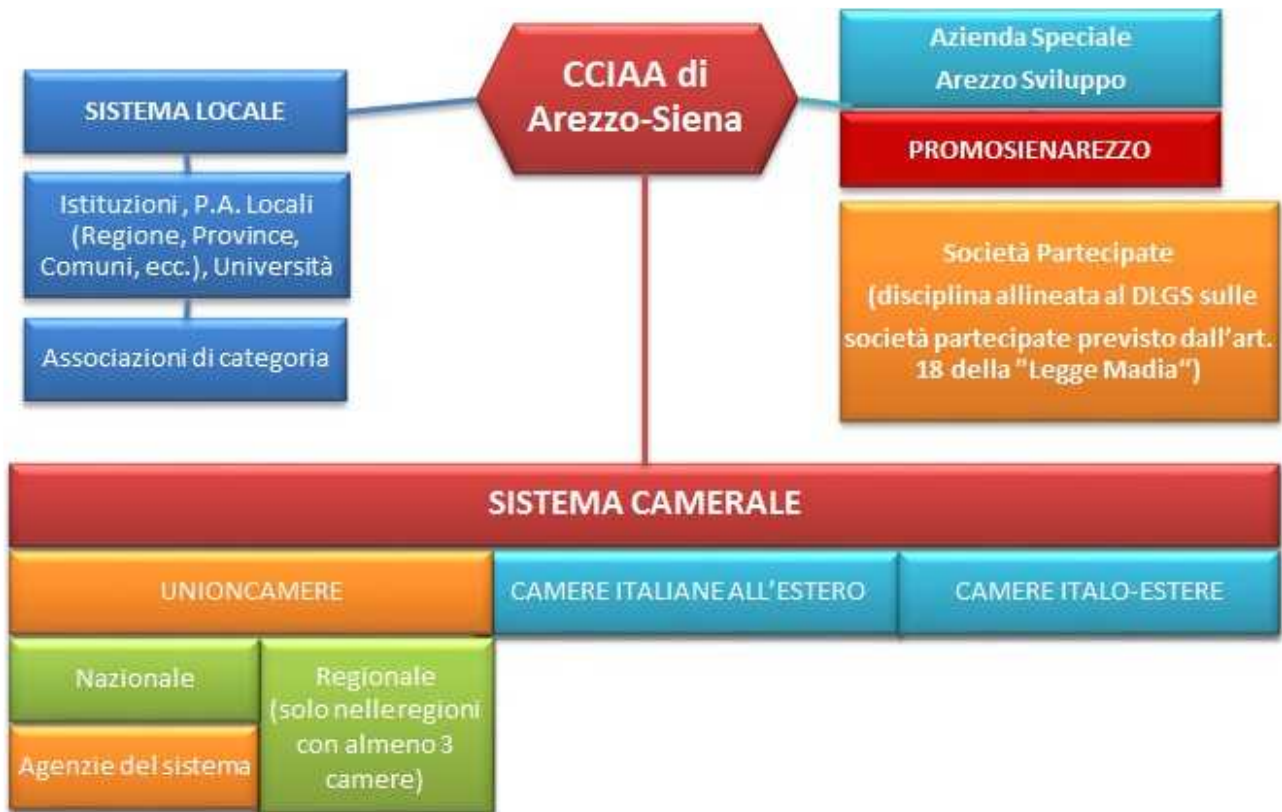 CCIAA di
Arezzo-Siena
SISTEMA LOCALE
Istituzioni , P.A. Locali
(Regione, Province,
Comuni, ecc.), Università
Associazioni di categoria
Azienda Speciale
Arezzo Sviluppo
PROMOSIENAREZZO
Società Partecipate
(disciplina allineata al DLGS sulle
società partecipate previsto dall'art.
18 della "Legge Madia")
SISTEMA CAMERALE
UNIONCAMERE
CAMERE ITALIANE ALL'ESTERO
CAMERE ITALO-ESTERE
Nazionale
Agenzie del sistema
Regionale
(solo nelle regioni
con almeno 3
camere)